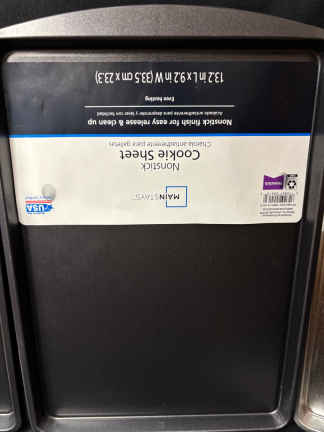 MAINSTAYS
Nonstick
Cookie Sheet
Charola antiadherente para galletas
Nonstick finish for easy release & clean up
Acabado antiadherente para desprender y lavar con facilidad
Even heating
13.2 in L x 9.2 in W (33.5 cm x 23.3)
USA